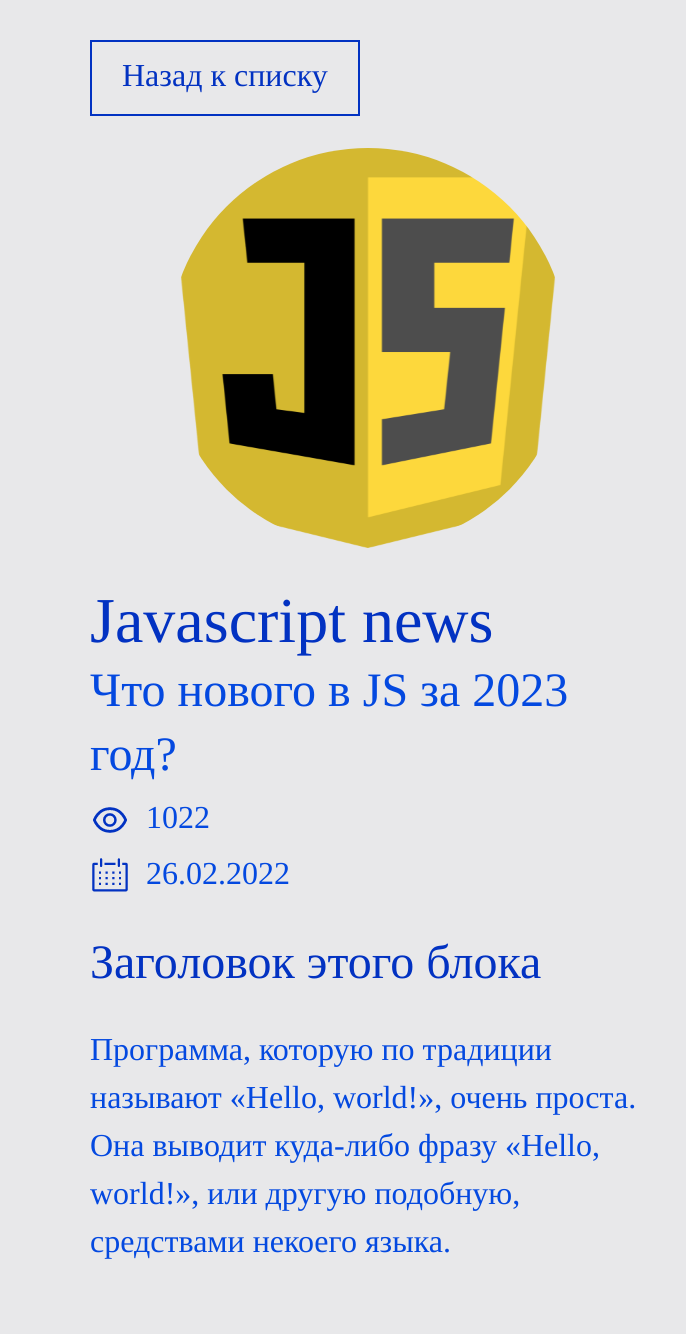 Назад к списку
JS
Javascript news
Что нового в JS за 2023
год?
1022
26.02.2022
Заголовок этого блока
Программа, которую по традиции
называют «Hello, world!», очень проста.
Она выводит куда-либо фразу «Hello,
world!», или другую подобную,
средствами некоего языка.